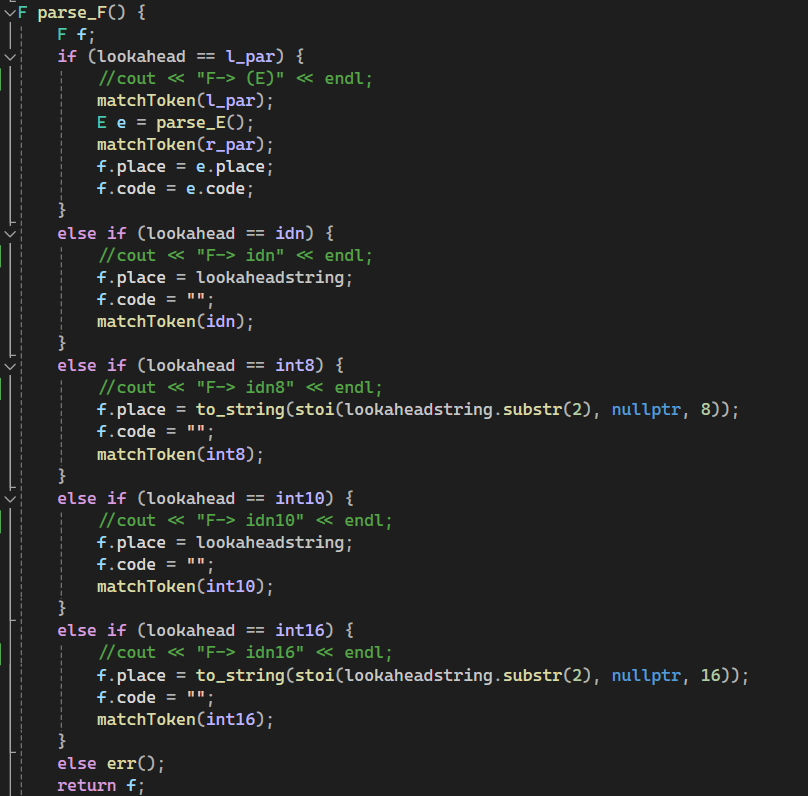 F parse_F() {
    F f;
    if (lookahead == l_par) {
        //cout << "F-> (E)" << endl;
        matchToken(l_par);
        E e = parse_E();
        matchToken(r_par);
        f.place = e.place;
        f.code = e.code;
    }
    else if (lookahead == idn) {
        //cout << "F-> idn" << endl;
        f.place = lookaheadstring;
        f.code = "";
        matchToken(idn);
    }
    else if (lookahead == int8) {
        //cout << "F-> idn8" << endl;
        f.place = to_string(stoi(lookaheadstring.substr(2), nullptr, 8));
        f.code = "";
        matchToken(int8);
    }
    else if (lookahead == int10) {
        //cout << "F-> idn10" << endl;
        f.place = lookaheadstring;
        f.code = "";
        matchToken(int10);
    }
    else if (lookahead == int16) {
        //cout << "F-> idn16" << endl;
        f.place = to_string(stoi(lookaheadstring.substr(2), nullptr, 16));
        f.code = "";
        matchToken(int16);
    }
    else err();
    return f;